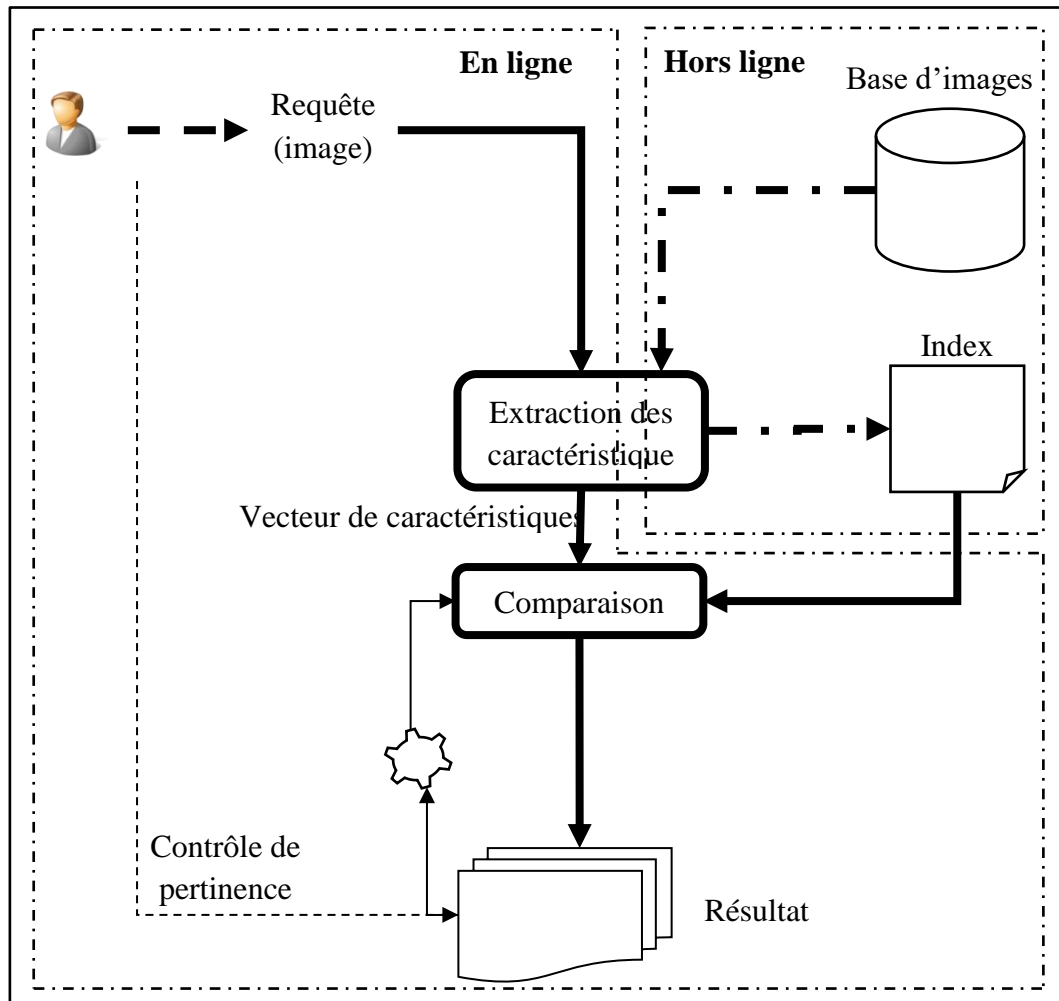 En ligne
Hors ligne
Base d'images
Requête
(image)
Index
Extraction des
caractéristique
Vecteur de caractéristiques
Comparaison
Contrôle de
pertinence
Résultat